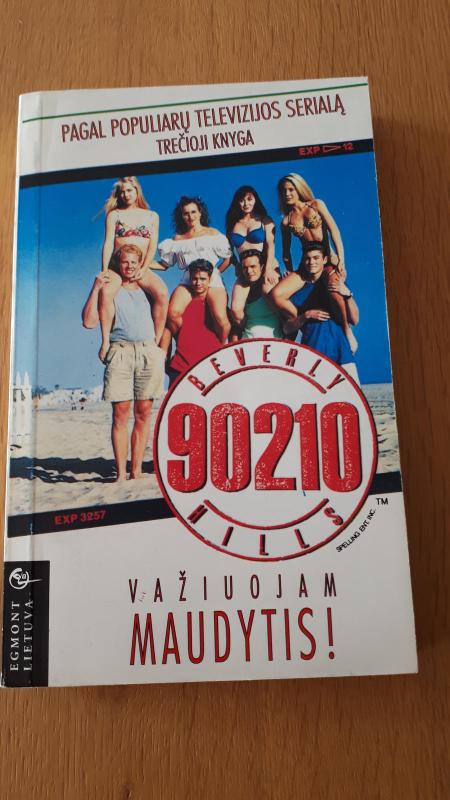 PAGAL POPULIARŲ TELEVIZIJOS SERIALĄ
TREČIOJI KNYGA
EXP ▷ 12
BEVERLY
90210
HILLS
TM
SPELLING ENT. INC.
EXP 3257
VAŽIUOJAM
MAUDYTIS!
EGMONT
LIETUVA